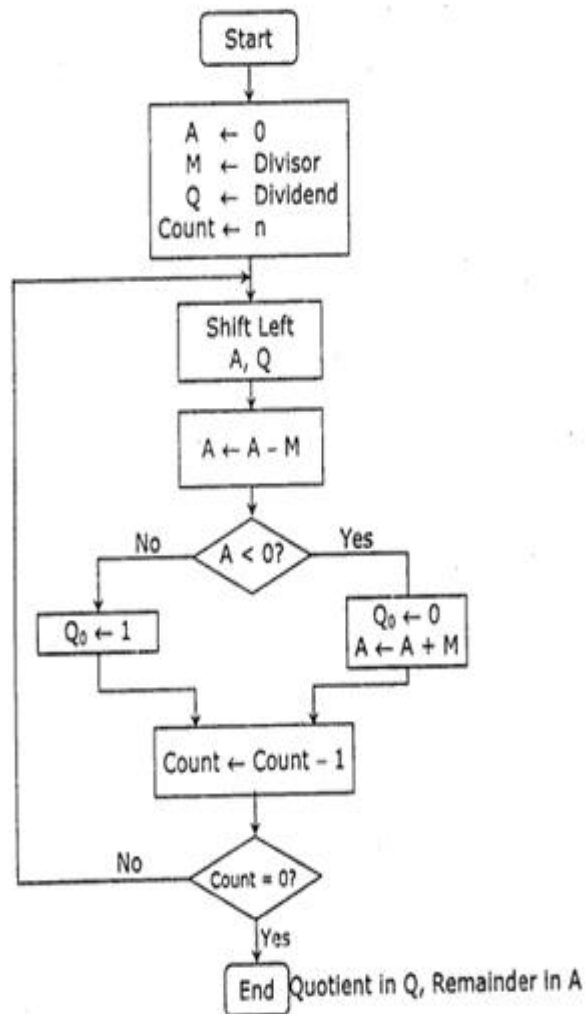 Start
A ← 0
M ← Divisor
Q ← Dividend
Count ← n
Shift Left
A, Q
A ← A – M
No
A < 0?
Yes
Q₀ ← 1
Q₀ ← 0
A ← A + M
Count ← Count – 1
No
Count = 0?
Yes
End
Quotient in Q, Remainder in A